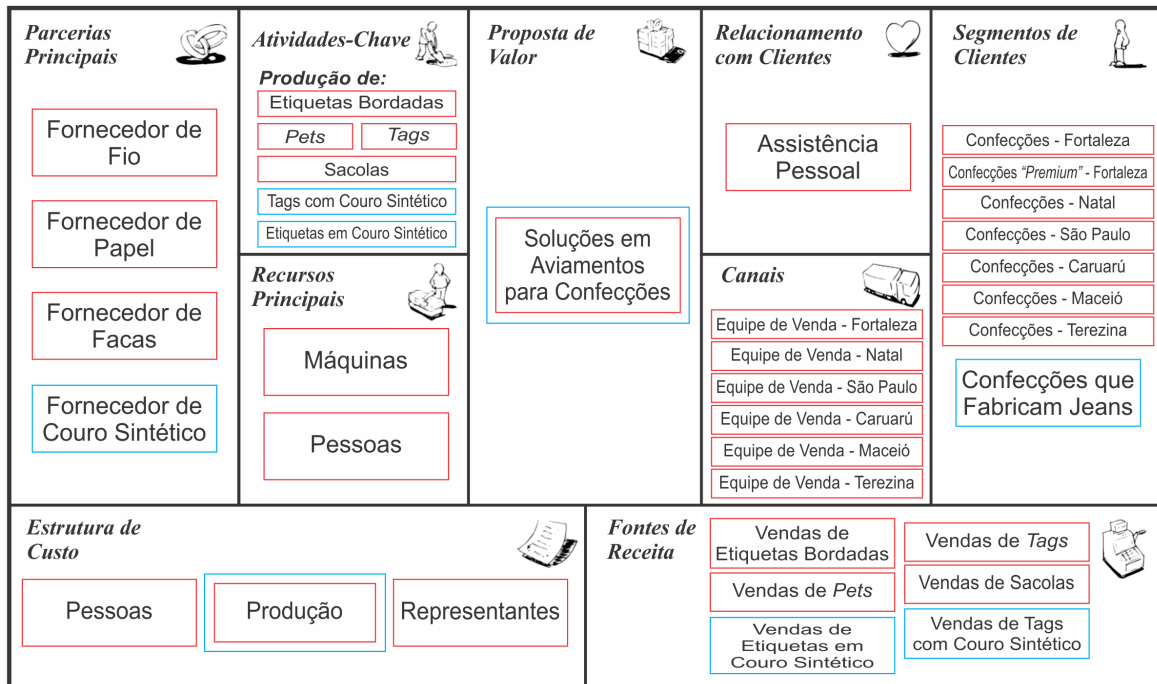 Parcerias
Principais
Fornecedor de
Fio
Fornecedor de
Papel
Fornecedor de
Facas
Fornecedor de
Couro Sintético
Atividades-Chave
Produção de:
Etiquetas Bordadas
Pets
Tags
Sacolas
Tags com Couro Sintético
Etiquetas em Couro Sintético
Recursos
Principais
Máquinas
Pessoas
Proposta de
Valor
Soluções em
Aviamentos
para Confecções
Relacionamento
com Clientes
Assistência
Pessoal
Canais
Equipe de Venda - Fortaleza
Equipe de Venda - Natal
Equipe de Venda - São Paulo
Equipe de Venda - Caruarú
Equipe de Venda - Maceió
Equipe de Venda - Terezina
Segmentos de
Clientes
Confecções - Fortaleza
Confecções “Premium” - Fortaleza
Confecções - Natal
Confecções - São Paulo
Confecções - Caruarú
Confecções - Maceió
Confecções - Terezina
Confecções que
Fabricam Jeans
Estrutura de
Custo
Pessoas
Produção
Representantes
Fontes de
Receita
Vendas de
Etiquetas Bordadas
Vendas de Pets
Vendas de
Etiquetas em
Couro Sintético
Vendas de Tags
Vendas de Sacolas
Vendas de Tags
com Couro Sintético